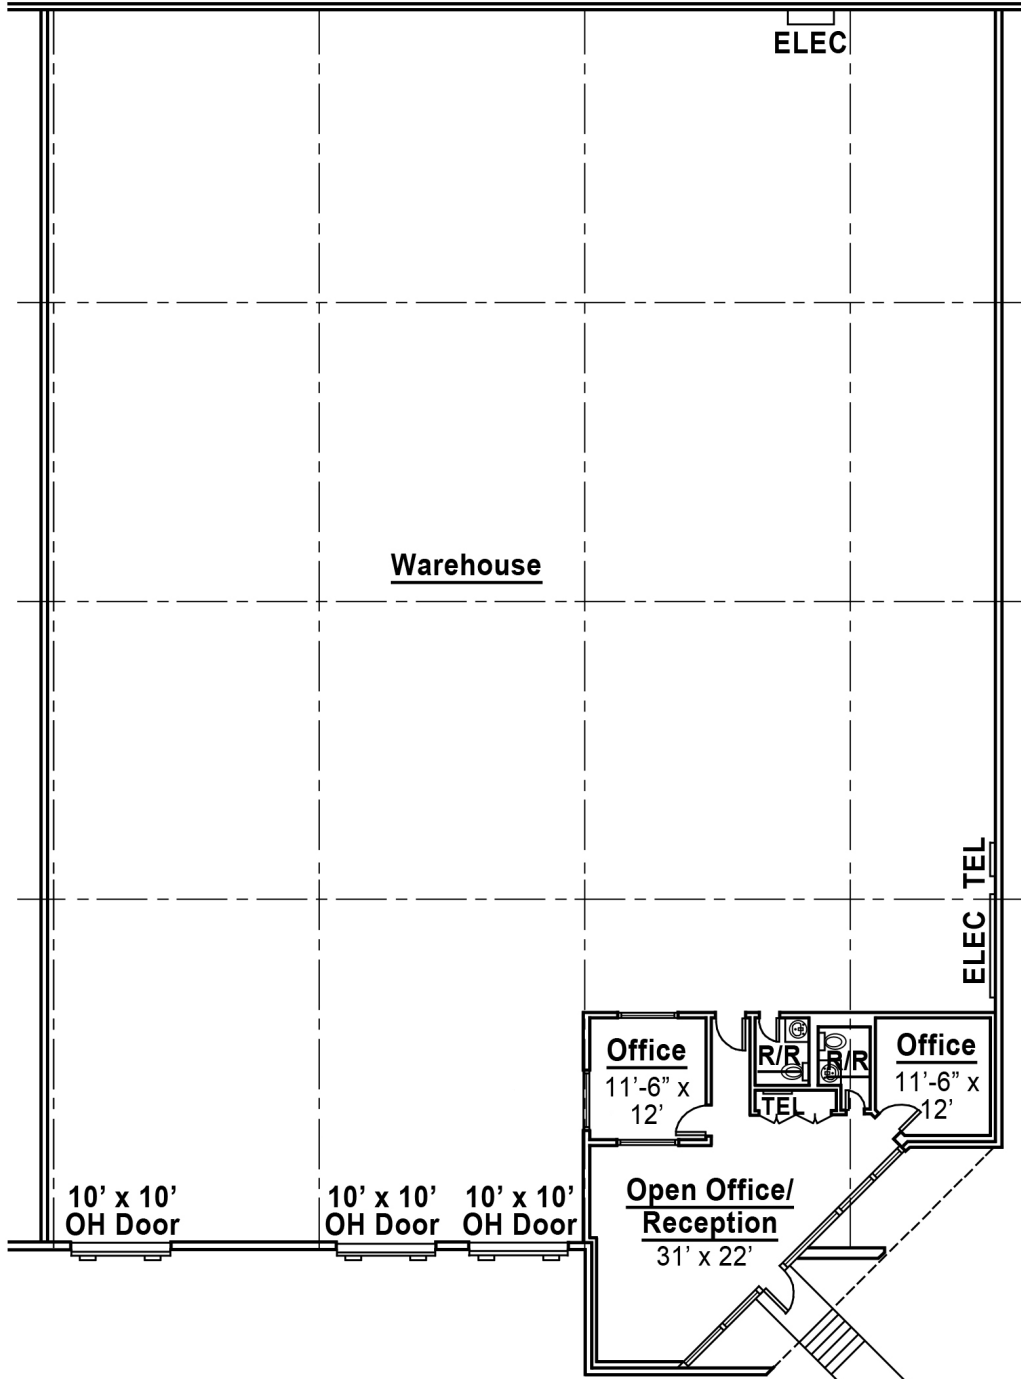 ELEC
Warehouse
TEL
ELEC
Office
11’-6” x
12’
R/R
R/R
Office
11’-6” x
12’
TEL
10’ x 10’
OH Door
10’ x 10’
OH Door
10’ x 10’
OH Door
Open Office/
Reception
31’ x 22’